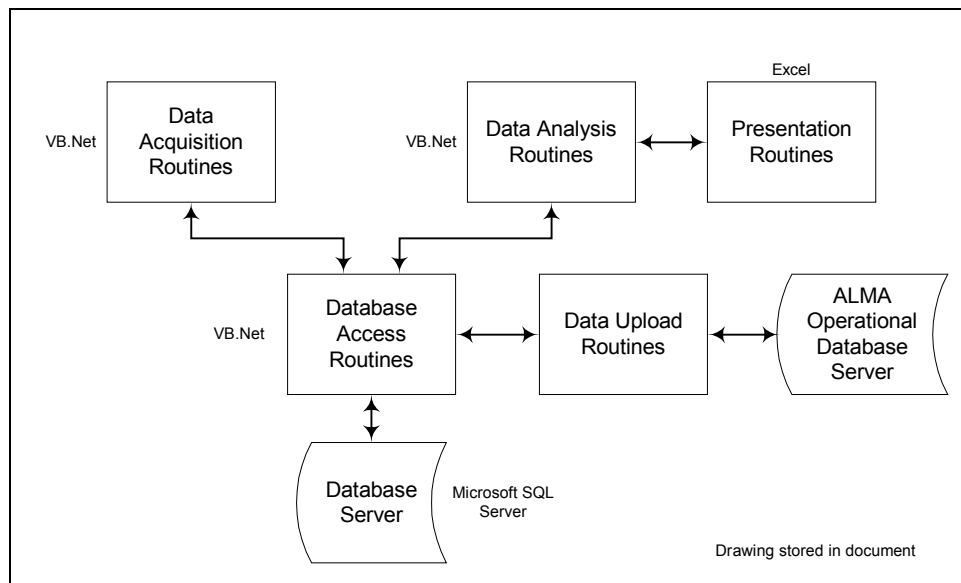 Excel
VB.Net
Data
Acquisition
Routines
VB.Net
Data Analysis
Routines
Presentation
Routines
VB.Net
Database
Access
Routines
Data Upload
Routines
ALMA
Operational
Database
Server
Database
Server
Microsoft SQL
Server
Drawing stored in document